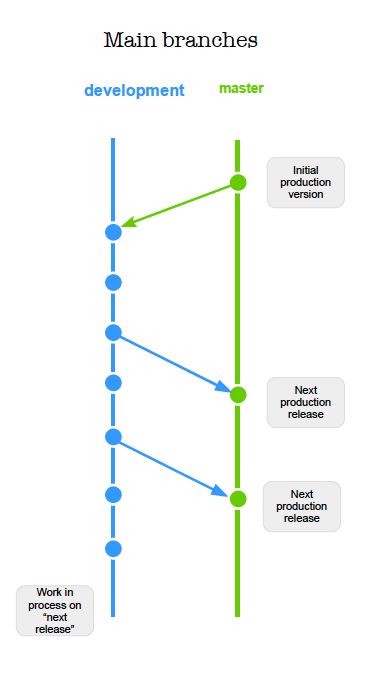 Main branches
development
master
Initial
production
version
Next
production
release
Next
production
release
Work in
process on
“next
release”